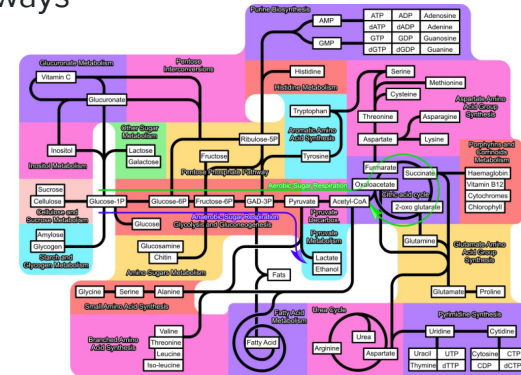 ways
Purine Biosynthesis
AMP
GMP
ATP ADP Adenosine
dATP dADP Adenine
GTP GDP Guanosine
dGTP dGDP Guanine
Glucuronate Metabolism
Vitamin C
Glucuronate
Inositol
Inositol Metabolism
Pentose
Interconversions
Histidine
Histidine Metabolism
Tryptophan
Aromatic Amino
Acid Synthesis
Tyrosine
Serine
Methionine
Cysteine
Threonine
Asparagine
Aspartate
Lysine
Aspartate Amino
Acid Group
Synthesis
Other Sugar
Metabolism
Lactose
Galactose
Ribulose-5P
Fructose
Pentose Phosphate Pathway
Porphyrins and
Corrinoids
Metabolism
Haemoglobin
Vitamin B12
Cytochromes
Chlorophyll
Fumarate
Succinate
Oxaloacetate
Citric acid cycle
2-oxo glutarate
Sucrose
Cellulose
Cellulose and
Sucrose Metabolism
Aerobic Sugar Respiration
Glucose-1P
Glucose-6P
Fructose-6P
GAD-3P
Pyruvate
Acetyl-CoA
Glucose
Anaerobic Sugar Respiration
Glycolysis and Gluconeogenesis
Pyruvate
Decarbox.
Amylose
Glycogen
Starch and
Glycogen Metabolism
Glucosamine
Chitin
Amino Sugars Metabolism
Pyruvate
Metabolism
Lactate
Ethanol
Glutamine
Glutamate Amino
Acid Group
Synthesis
Glutamate
Proline
Fats
Glycine
Serine
Alanine
Small Amino Acid Synthesis
Fatty Acid
Metabolism
Fatty Acid
Branched Amino
Acid Synthesis
Valine
Threonine
Leucine
Iso-leucine
Urea Cycle
Urea
Arginine
Aspartate
Pyrimidine Synthesis
Uridine
Cytidine
Uracil UTP
Thymine dTTP
Cytosine CTP
CDP dCTP